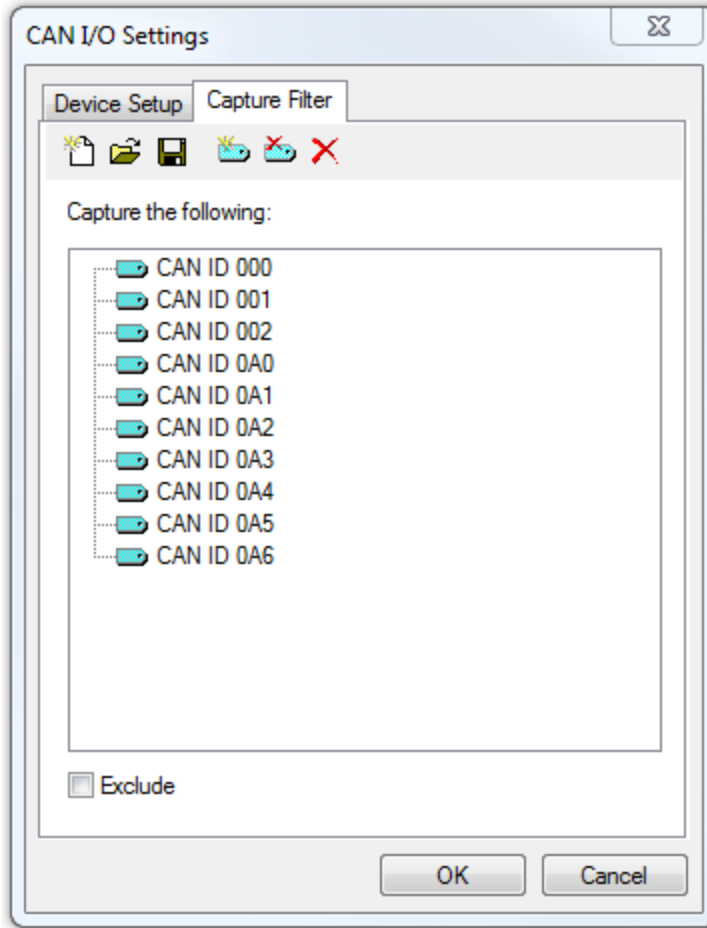 CAN I/O Settings
Device Setup
Capture Filter
Capture the following:
CAN ID 000
CAN ID 001
CAN ID 002
CAN ID 0A0
CAN ID 0A1
CAN ID 0A2
CAN ID 0A3
CAN ID 0A4
CAN ID 0A5
CAN ID 0A6
Exclude
OK
Cancel